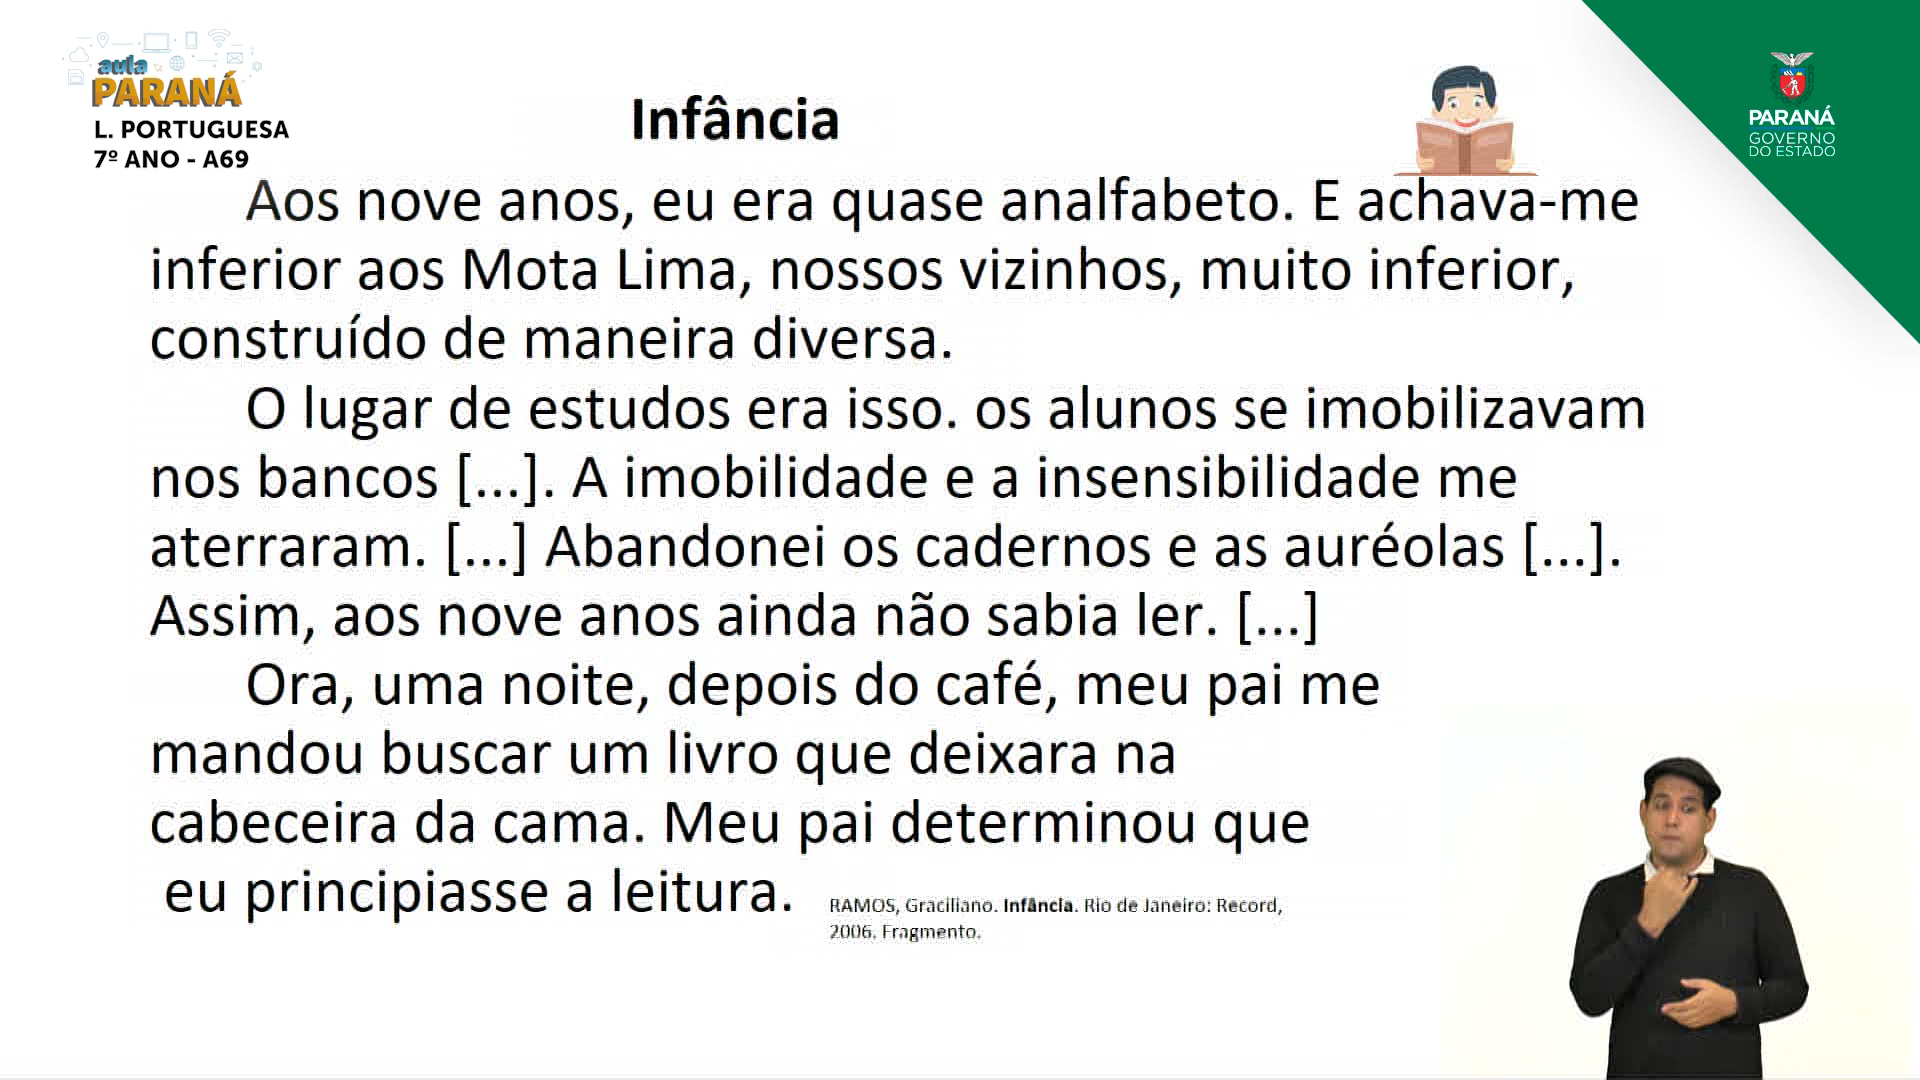 aula
PARANÁ
L. PORTUGUESA
7º ANO - A69
PARANÁ
GOVERNO
DO ESTADO
Infância
Aos nove anos, eu era quase analfabeto. E achava-me
inferior aos Mota Lima, nossos vizinhos, muito inferior,
construído de maneira diversa.
O lugar de estudos era isso. os alunos se imobilizavam
nos bancos [...]. A imobilidade e a insensibilidade me
aterraram. [...] Abandonei os cadernos e as auréolas [...].
Assim, aos nove anos ainda não sabia ler. [...]
Ora, uma noite, depois do café, meu pai me
mandou buscar um livro que deixara na
cabeceira da cama. Meu pai determinou que
eu principiasse a leitura.
RAMOS, Graciliano. Infância. Rio de Janeiro: Record,
2006. Fragmento.